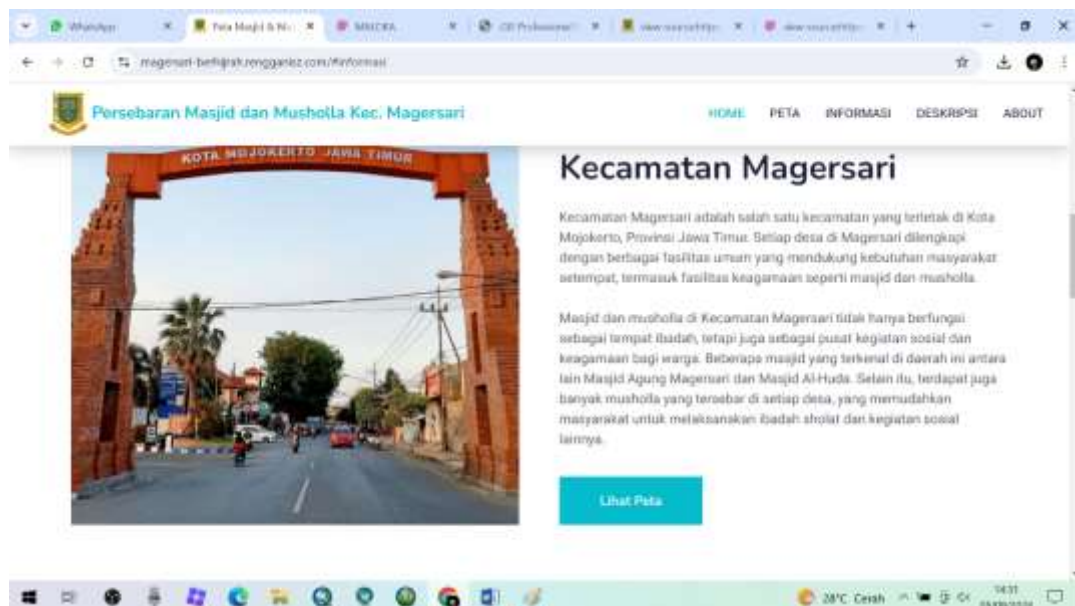 WhatsApp
Peta Masjid & Mu
magersari-berhijrah.rengganisz.com/#informasi
Persebaran Masjid dan Musholla Kec. Magersari
HOME PETA INFORMASI DESKRIPSI ABOUT
KOTA MOJOKERTO JAWA TIMUR
Kecamatan Magersari
Kecamatan Magersari adalah salah satu kecamatan yang terletak di Kota
Mojokerto, Provinsi Jawa Timur. Setiap desa di Magersari dilengkapi
dengan berbagai fasilitas umum yang mendukung kebutuhan masyarakat
setempat, termasuk fasilitas keagamaan seperti masjid dan musholla.
Masjid dan musholla di Kecamatan Magersari tidak hanya berfungsi
sebagai tempat ibadah, tetapi juga sebagai pusat kegiatan sosial dan
keagamaan bagi warga. Beberapa masjid yang terkenal di daerah ini antara
lain Masjid Agung Magersari dan Masjid Al-Huda. Selain itu, terdapat juga
banyak musholla yang tersebar di setiap desa, yang memudahkan
masyarakat untuk melaksanakan ibadah sholat dan kegiatan sosial
lainnya.
Lihat Peta
28°C Cerah
14:31